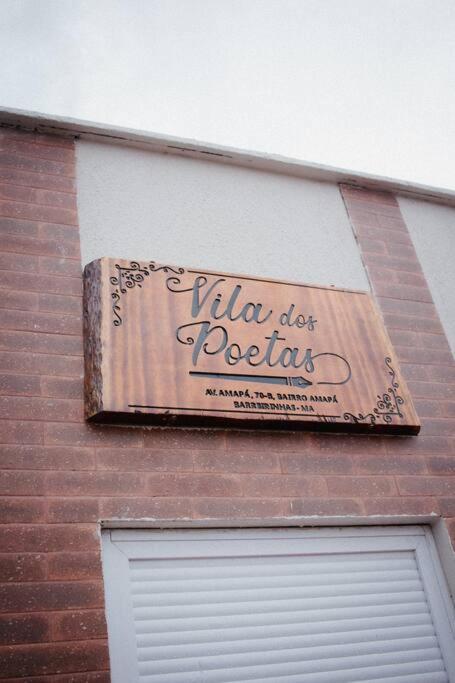 Vila dos
Poetas
AV. AMAPÁ, 70-B, BAIRRO AMAPÁ
BARREIRINHAS - MA